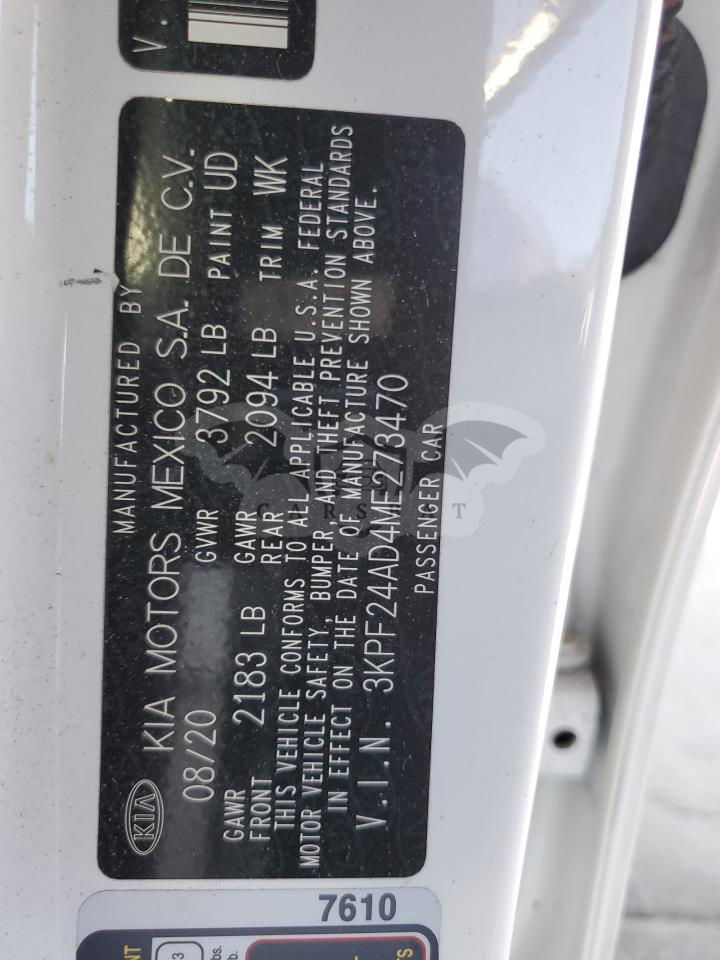 V.
MANUFACTURED BY
KIA KIA MOTORS MEXICO S.A. DE C.V.
08/20 GVWR 3792 LB PAINT UD
GAWR FRONT 2183 LB GAWR REAR 2094 LB TRIM WK
THIS VEHICLE CONFORMS TO ALL APPLICABLE U.S.A. FEDERAL
MOTOR VEHICLE SAFETY, BUMPER, AND THEFT PREVENTION STANDARDS
IN EFFECT ON THE DATE OF MANUFACTURE SHOWN ABOVE.
V.I.N. 3KPF24AD4ME273470
PASSENGER CAR
7610
3